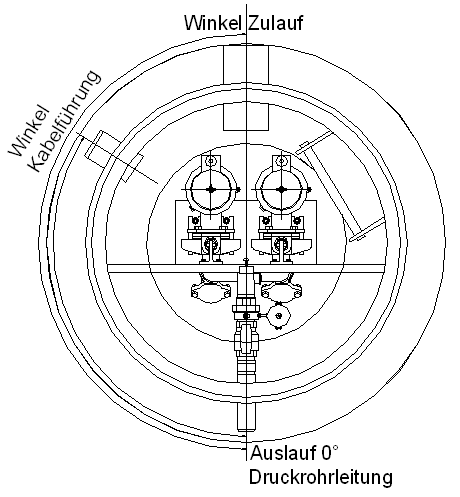 Winkel Zulauf
Winkel
Kabelführung
Auslauf 0°
Druckrohrleitung